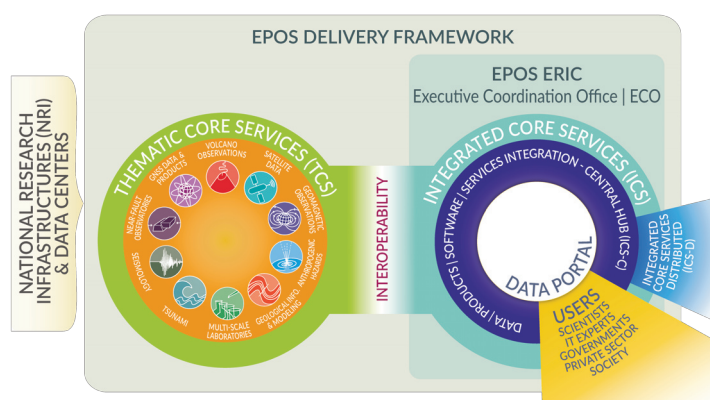 EPOS DELIVERY FRAMEWORK
EPOS ERIC
Executive Coordination Office | ECO
NATIONAL RESEARCH
INFRASTRUCTURES (NRI)
& DATA CENTERS
THEMATIC CORE SERVICES (TCS)
VOLCANO
OBSERVATIONS
SATELLITE
DATA
GEOMAGNETIC
OBSERVATIONS
ANTHROPOGENIC
HAZARDS
GEOLOGICAL INFO.
& MODELING
MULTI-SCALE
LABORATORIES
TSUNAMI
SEISMOLOGY
NEAR-FAULT
OBSERVATORIES
GNSS DATA &
PRODUCTS
INTEROPERABILITY
INTEGRATED CORE SERVICES (ICS)
DATA | PRODUCTS | SOFTWARE | SERVICES INTEGRATION - CENTRAL HUB (ICS-C)
DATA PORTAL
INTEGRATED
CORE SERVICES
DISTRIBUTED
(ICS-D)
USERS
SCIENTISTS
IT EXPERTS
GOVERNMENTS
PRIVATE SECTOR
SOCIETY